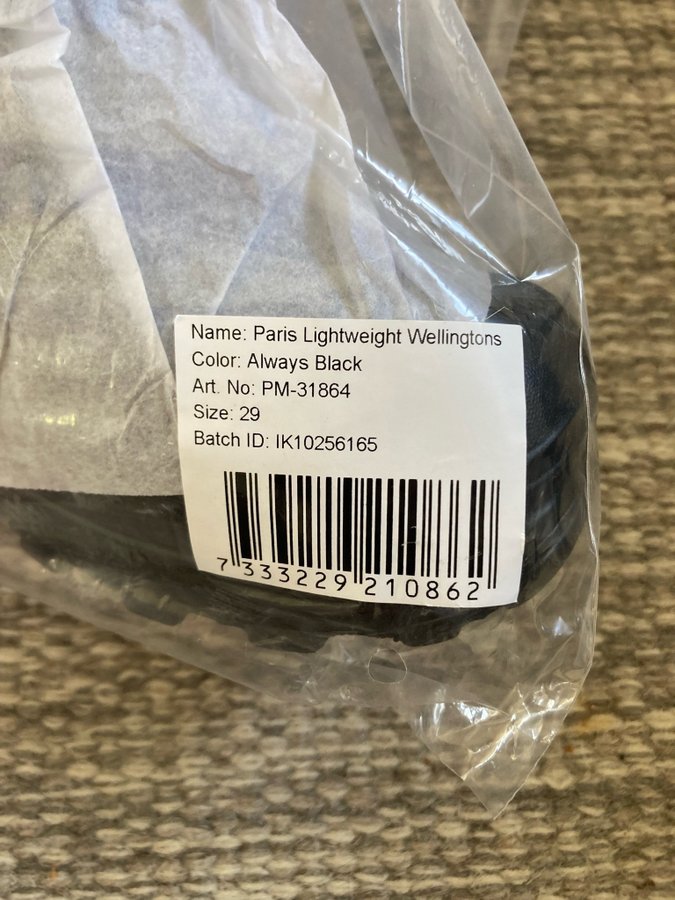 Name: Paris Lightweight Wellingtons
Color: Always Black
Art. No: PM-31864
Size: 29
Batch ID: IK10256165
7 333229 210862